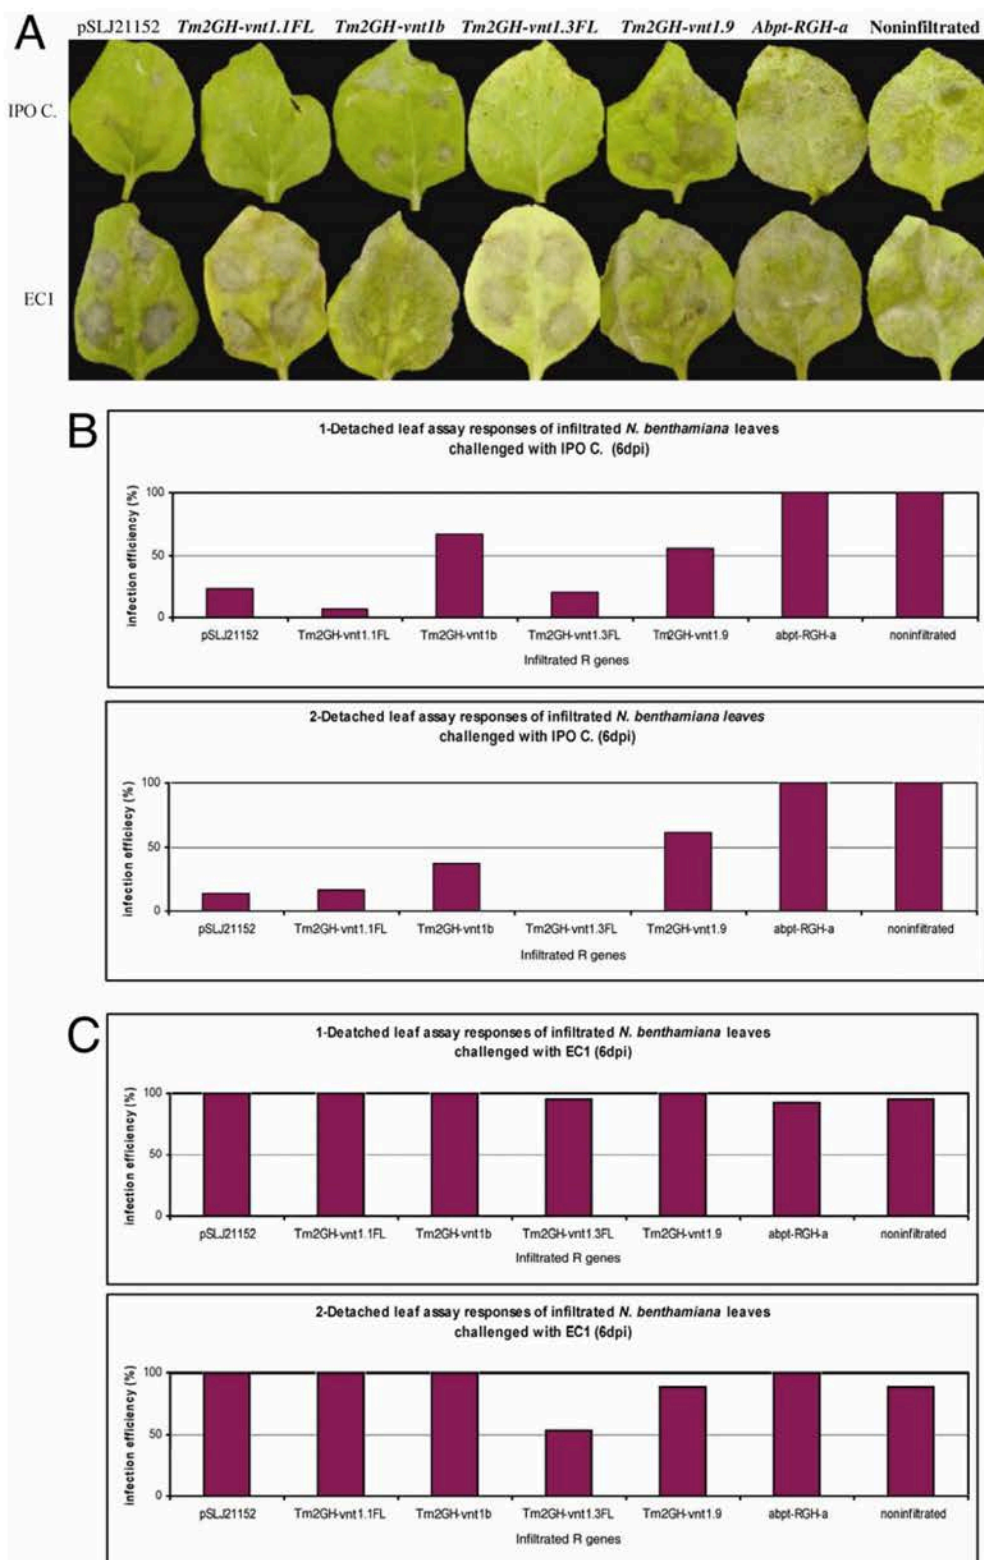 A
pSLJ21152 Tm2GH-vnt1.1FL Tm2GH-vnt1b Tm2GH-vnt1.3FL Tm2GH-vnt1.9 Abpt-RGH-a Noninfiltrated
IPO C.
EC1
B
1-Detached leaf assay responses of infiltrated N. benthamiana leaves
challenged with IPO C. (6dpi)
infection efficiency (%)
100
50
0
pSLJ21152 Tm2GH-vnt1.1FL Tm2GH-vnt1b Tm2GH-vnt1.3FL Tm2GH-vnt1.9 abpt-RGH-a noninfiltrated
Infiltrated R genes
2-Detached leaf assay responses of infiltrated N. benthamiana leaves
challenged with IPO C. (6dpi)
infection efficiecy (%)
100
50
0
pSLJ21152 Tm2GH-vnt1.1FL Tm2GH-vnt1b Tm2GH-vnt1.3FL Tm2GH-vnt1.9 abpt-RGH-a noninfiltrated
Infiltrated R genes
C
1-Deatched leaf assay responses of infiltrated N. benthamiana leaves
challenged with EC1 (6dpi)
infection efficiency (%)
100
50
0
pSLJ21152 Tm2GH-vnt1.1FL Tm2GH-vnt1b Tm2GH-vnt1.3FL Tm2GH-vnt1.9 abpt-RGH-a noninfiltrated
Infiltrated R genes
2-Detached leaf assay responses of infiltrated N. benthamiana leaves
challenged with EC1 (6dpi)
infection efficiency (%)
100
50
0
pSLJ21152 Tm2GH-vnt1.1FL Tm2GH-vnt1b Tm2GH-vnt1.3FL Tm2GH-vnt1.9 abpt-RGH-a noninfiltrated
Infiltrated R genes